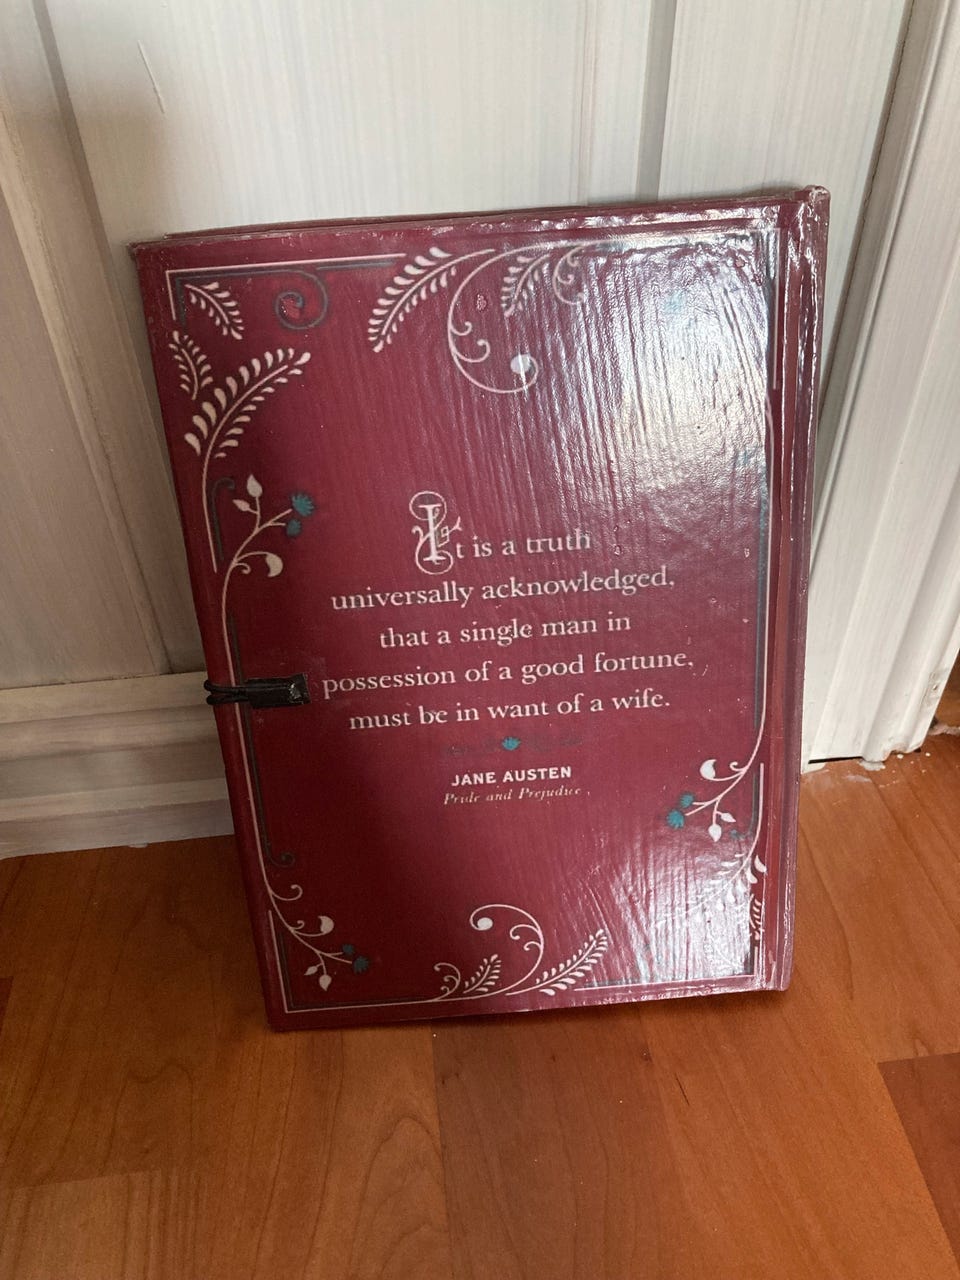 It is a truth
universally acknowledged,
that a single man in
possession of a good fortune,
must be in want of a wife.
JANE AUSTEN
Pride and Prejudice